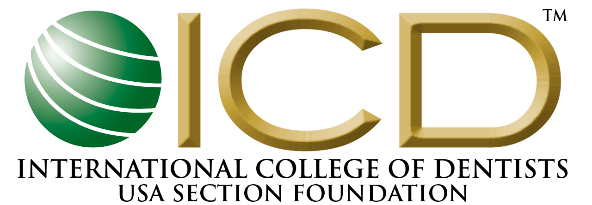 ICD™
INTERNATIONAL COLLEGE OF DENTISTS
USA SECTION FOUNDATION